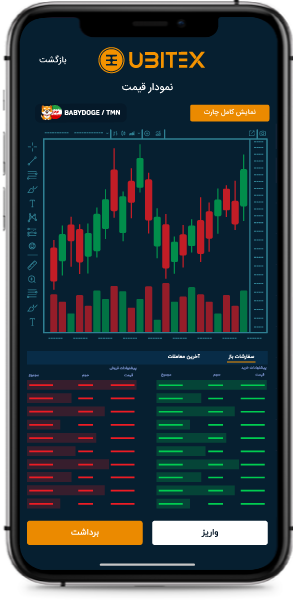 بازگشت
UBITEX
نمودار قیمت
BABYDOGE / TMN
نمایش کامل چارت
سفارشات باز
آخرین معاملات
پیشنهادات خرید
پیشنهادات فروش
قیمت
حجم
مجموع
قیمت
حجم
مجموع
واریز
برداشت